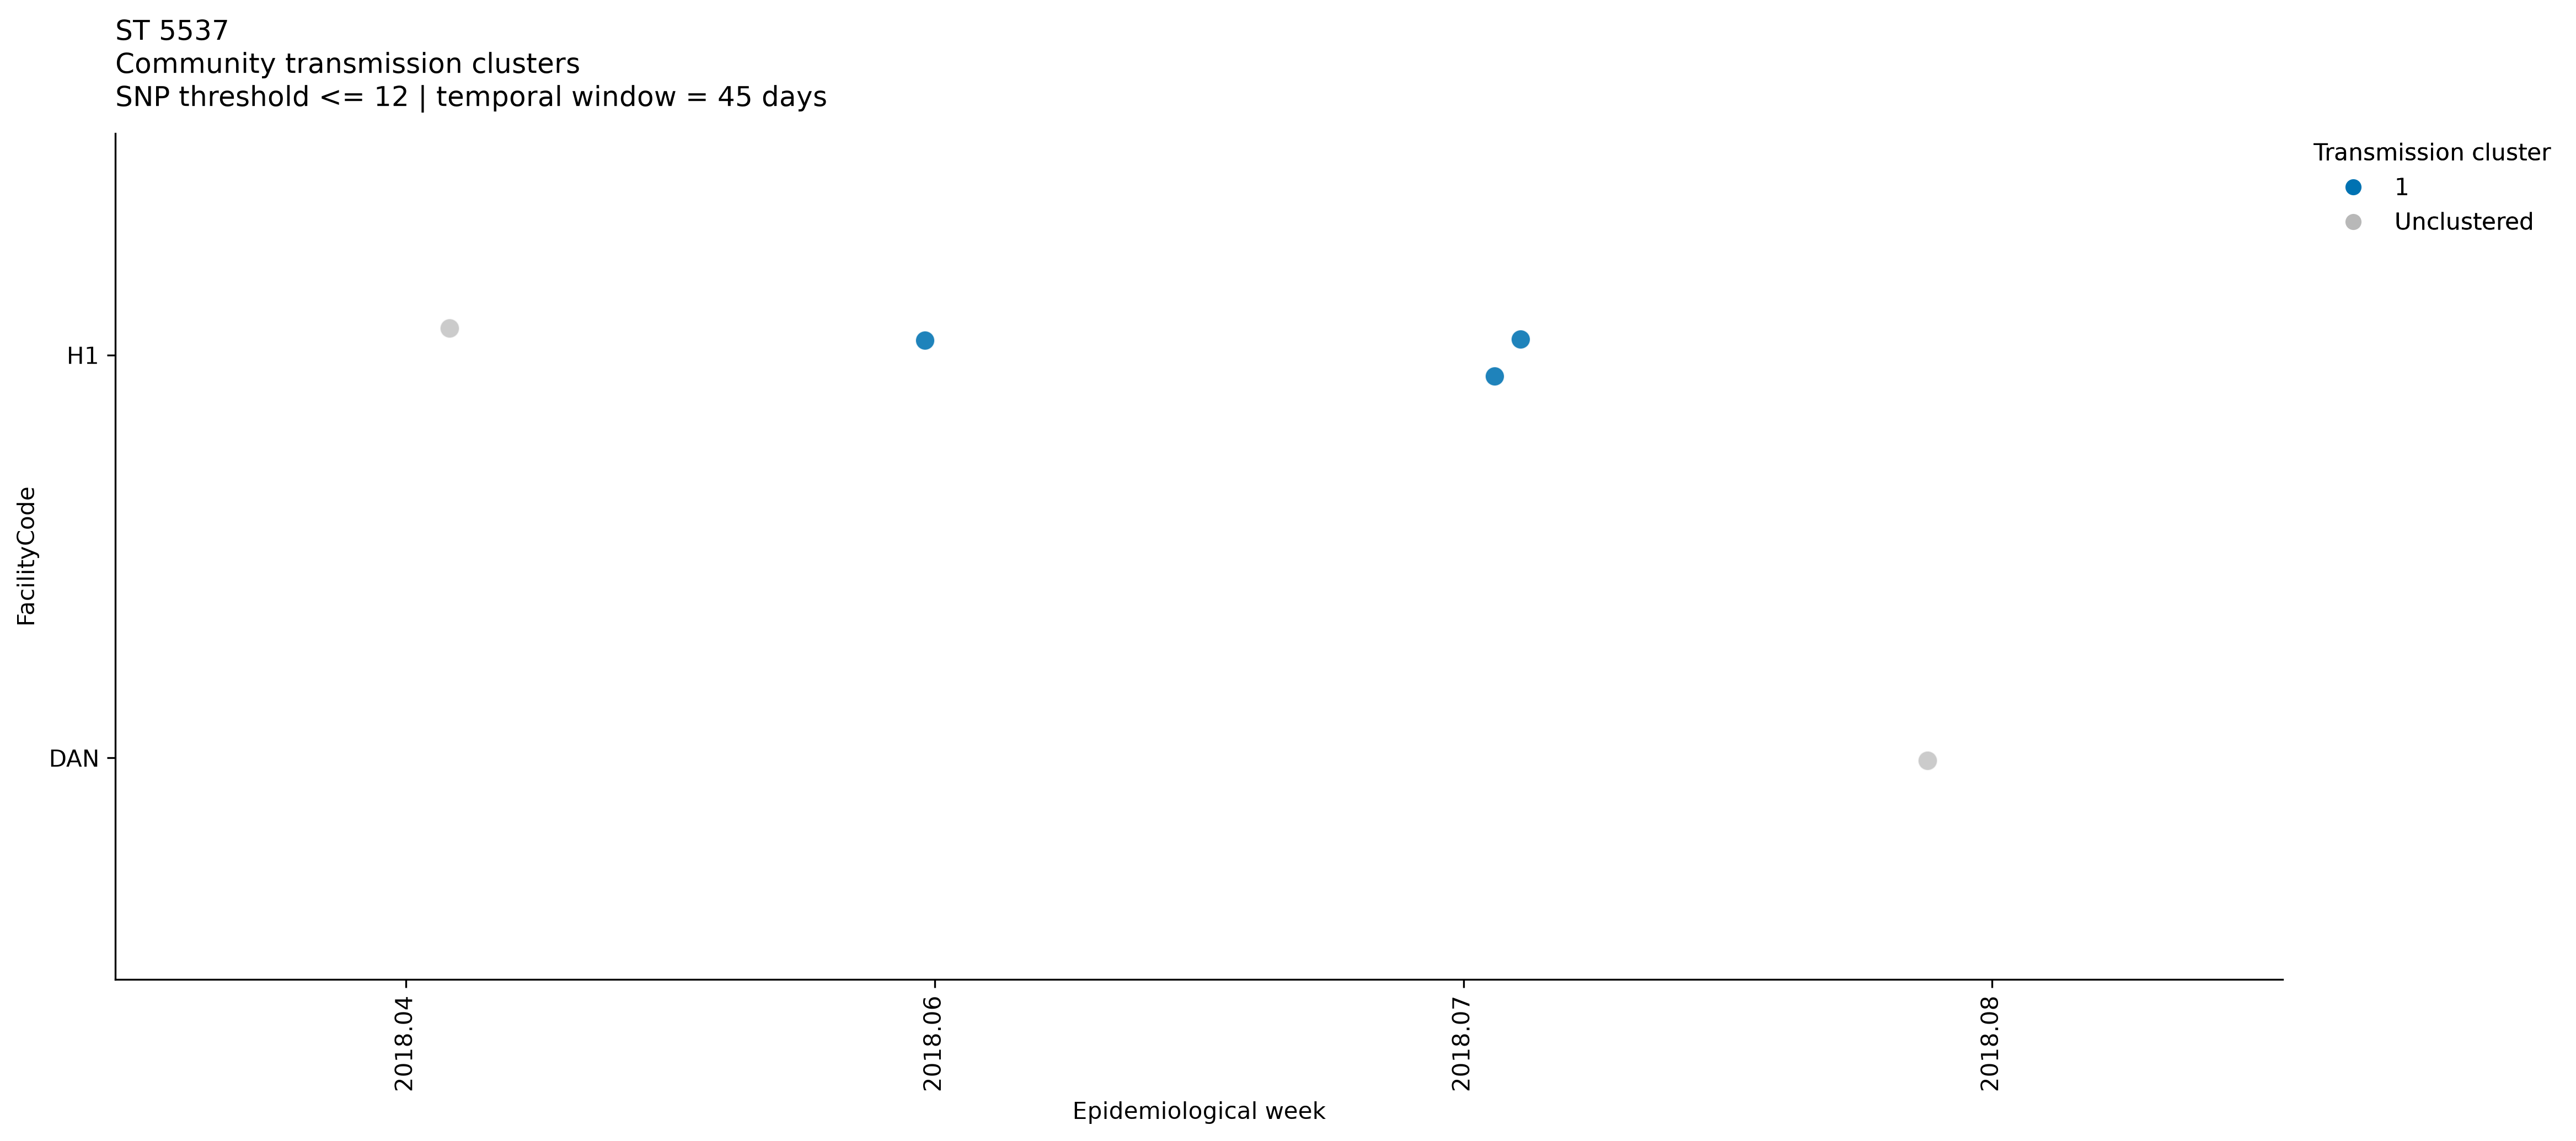 ST 5537
Community transmission clusters
SNP threshold <= 12 | temporal window = 45 days
Transmission cluster
1
Unclustered
H1
DAN
FacilityCode
2018.04
2018.06
2018.07
2018.08
Epidemiological week